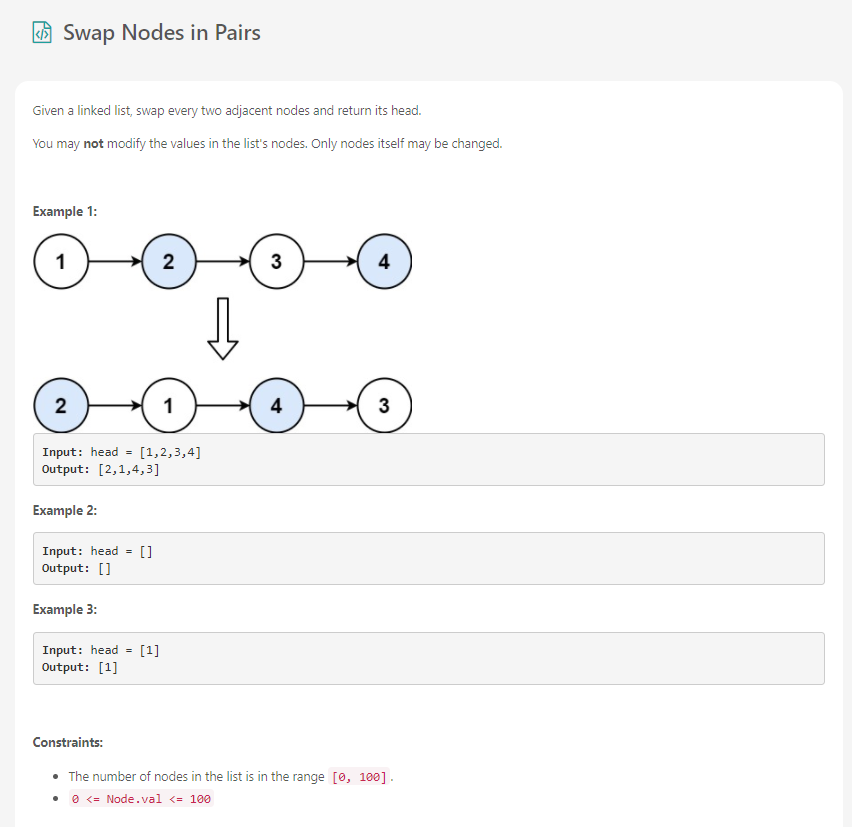 Swap Nodes in Pairs
Given a linked list, swap every two adjacent nodes and return its head.
You may not modify the values in the list's nodes. Only nodes itself may be changed.
Example 1:
1 2 3 4
2 1 4 3
Input: head = [1,2,3,4]
Output: [2,1,4,3]
Example 2:
Input: head = []
Output: []
Example 3:
Input: head = [1]
Output: [1]
Constraints:
The number of nodes in the list is in the range [0, 100].
0 <= Node.val <= 100